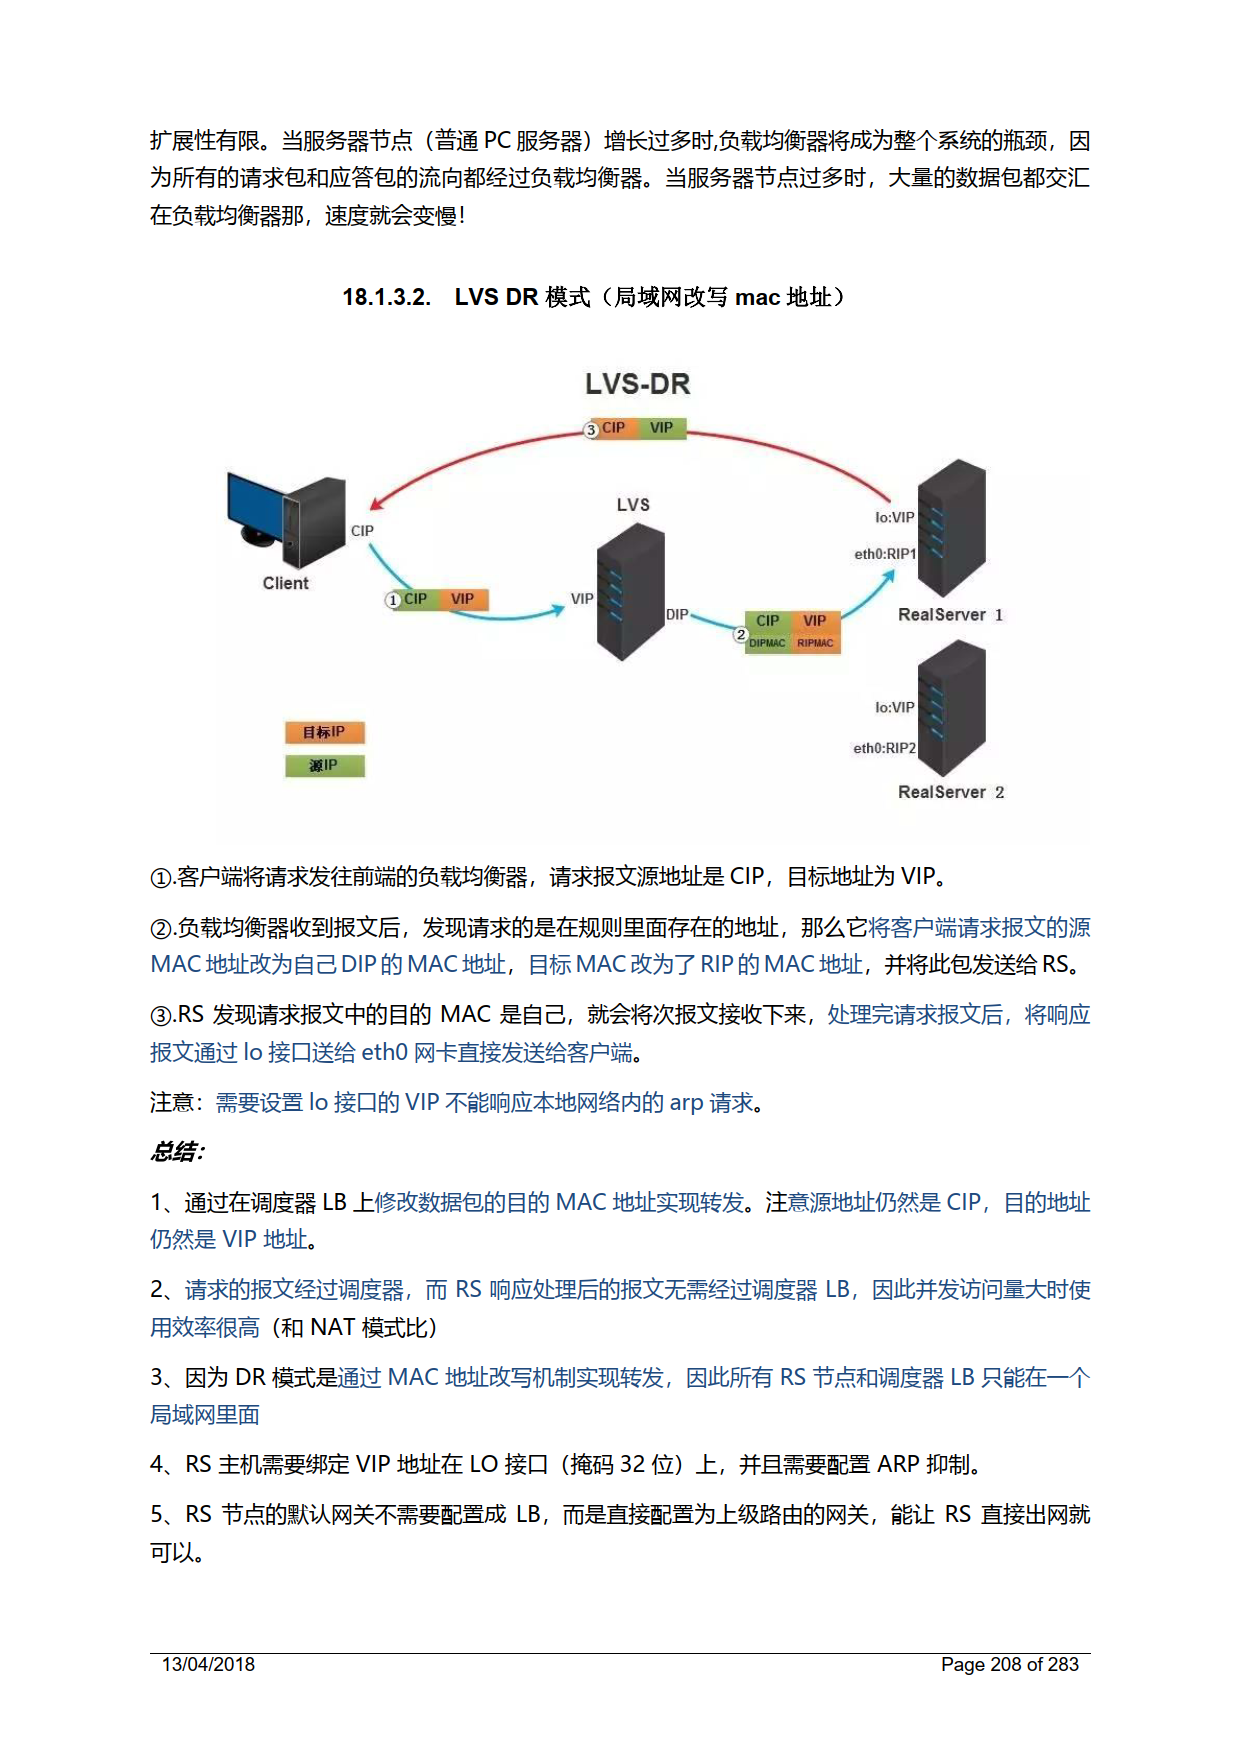 扩展性有限。当服务器节点（普通 PC 服务器）增长过多时,负载均衡器将成为整个系统的瓶颈，因
为所有的请求包和应答包的流向都经过负载均衡器。当服务器节点过多时，大量的数据包都交汇
在负载均衡器那，速度就会变慢！
18.1.3.2. LVS DR 模式（局域网改写 mac 地址）
LVS-DR
③ CIP VIP
LVS
lo:VIP
CIP
eth0:RIP1
Client
① CIP VIP
VIP
DIP
RealServer 1
② CIP VIP
DIPMAC RIPMAC
lo:VIP
目标IP
eth0:RIP2
源IP
RealServer 2
①.客户端将请求发往前端的负载均衡器，请求报文源地址是 CIP，目标地址为 VIP。
②.负载均衡器收到报文后，发现请求的是在规则里面存在的地址，那么它将客户端请求报文的源
MAC 地址改为自己 DIP 的 MAC 地址，目标 MAC 改为了 RIP 的 MAC 地址，并将此包发送给 RS。
③.RS 发现请求报文中的目的 MAC 是自己，就会将次报文接收下来，处理完请求报文后，将响应
报文通过 lo 接口送给 eth0 网卡直接发送给客户端。
注意：需要设置 lo 接口的 VIP 不能响应本地网络内的 arp 请求。
总结：
1、通过在调度器 LB 上修改数据包的目的 MAC 地址实现转发。注意源地址仍然是 CIP，目的地址
仍然是 VIP 地址。
2、请求的报文经过调度器，而 RS 响应处理后的报文无需经过调度器 LB，因此并发访问量大时使
用效率很高（和 NAT 模式比）
3、因为 DR 模式是通过 MAC 地址改写机制实现转发，因此所有 RS 节点和调度器 LB 只能在一个
局域网里面
4、RS 主机需要绑定 VIP 地址在 LO 接口（掩码 32 位）上，并且需要配置 ARP 抑制。
5、RS 节点的默认网关不需要配置成 LB，而是直接配置为上级路由的网关，能让 RS 直接出网就
可以。
13/04/2018 Page 208 of 283